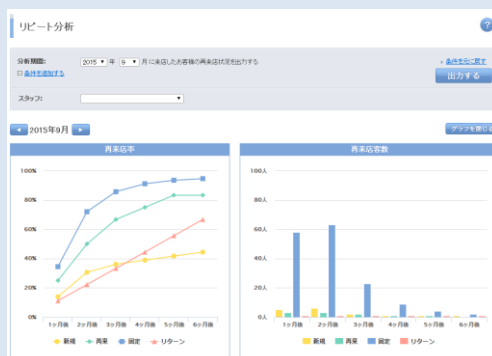 リピート分析
?
分析期間: 2015 年 9 月に来店したお客様の再来店状況を出力する 条件を元に戻す
条件を追加する 出力する
スタッフ:
2015年9月 グラフを閉じる
再来店率 再来店客数
100% 100人
80% 80人
60% 60人
40% 40人
20% 20人
0% 0人
1ヶ月後 2ヶ月後 3ヶ月後 4ヶ月後 5ヶ月後 6ヶ月後 1ヶ月後 2ヶ月後 3ヶ月後 4ヶ月後 5ヶ月後 6ヶ月後
新規 再来 固定 リターン 新規 再来 固定 リターン